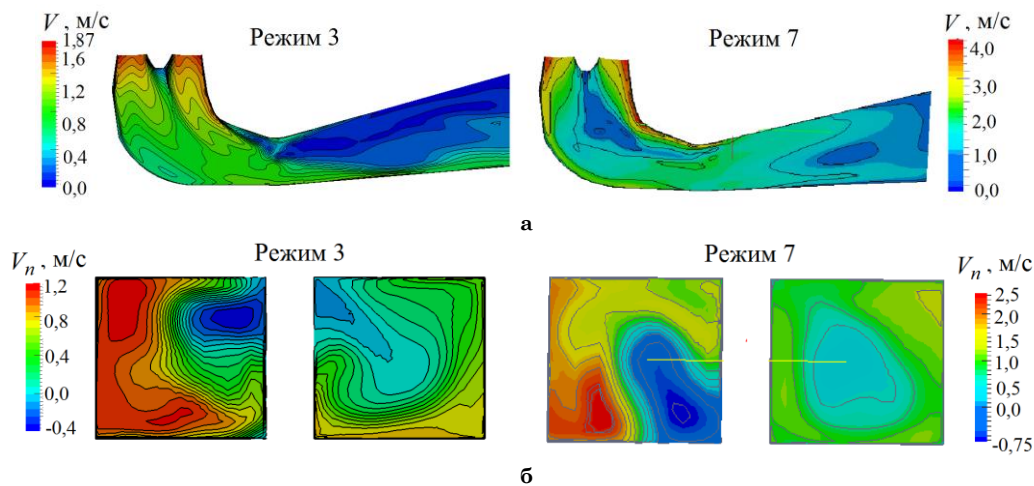 V , м/с
1,87
1,6
1,2
0,8
0,4
0,0
Режим 3
Режим 7
V , м/с
4,0
3,0
2,0
1,0
0,0
а
Vn , м/с
1,2
0,8
0,4
0,0
-0,4
Режим 3
Режим 7
Vn , м/с
2,5
2,0
1,5
1,0
0,0
-0,75
б